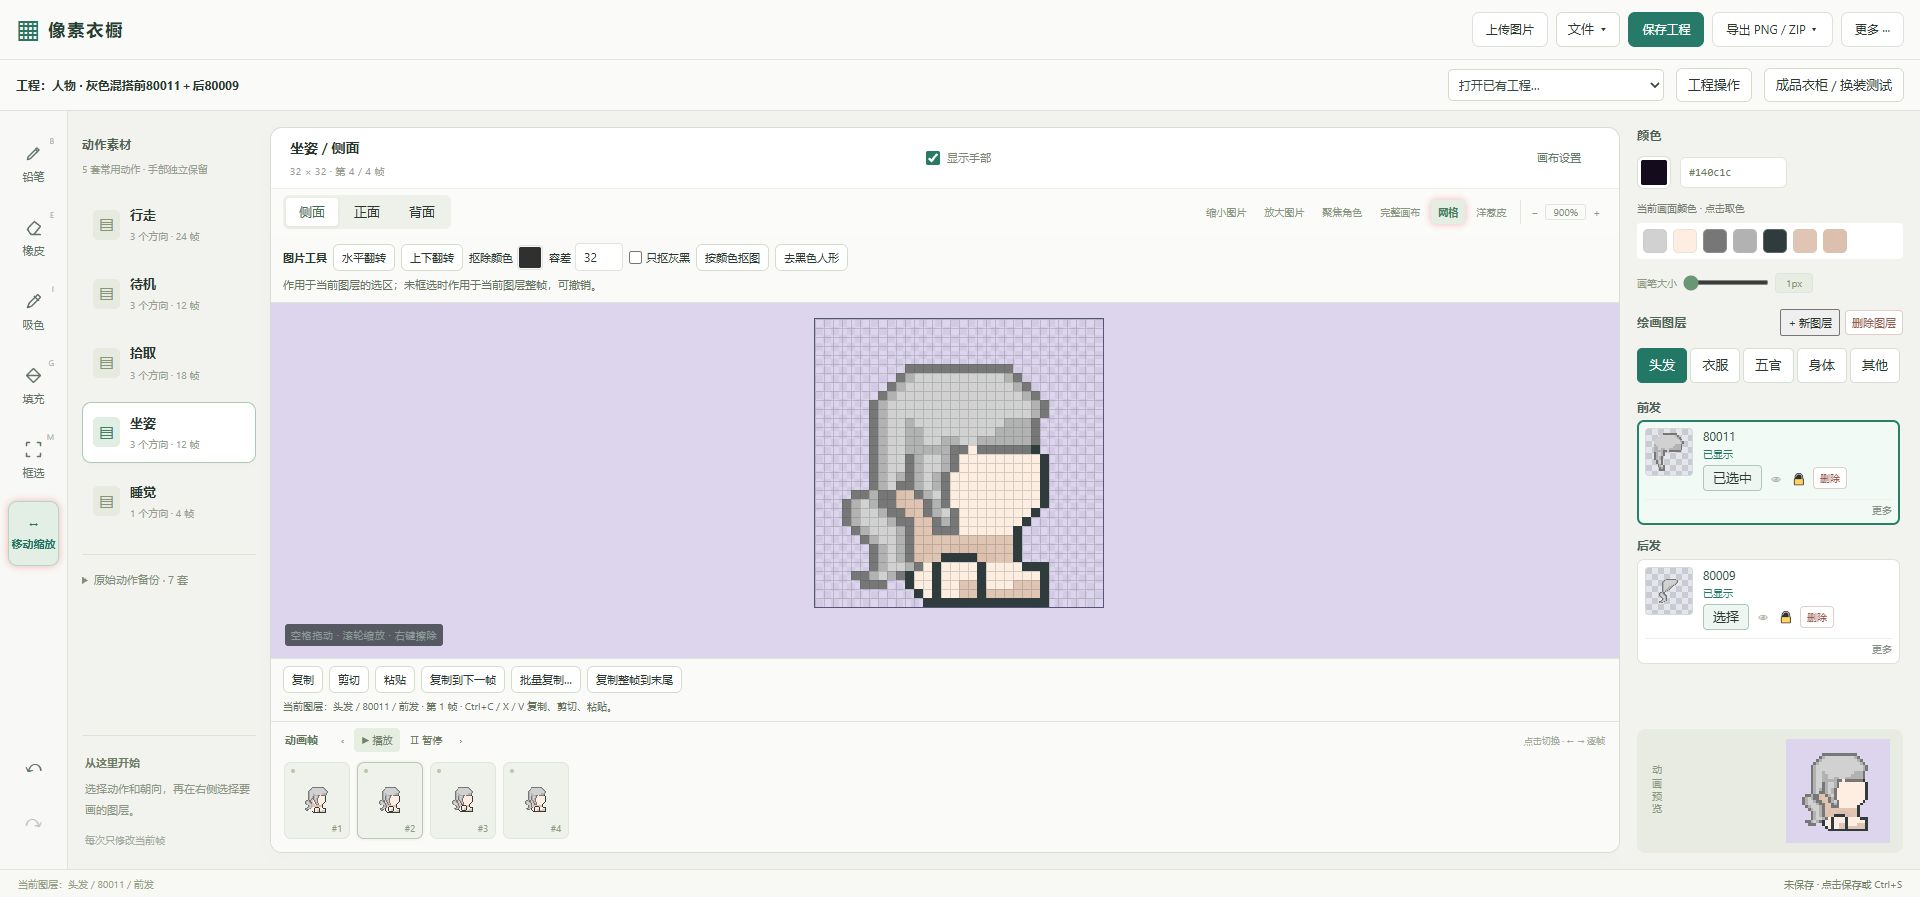 像素衣橱
上传图片
文件 ▾
保存工程
导出 PNG / ZIP ▾
更多 ···
工程：人物 · 灰色混搭前80011 + 后80009
打开已有工程...
工程操作
成品衣柜 / 换装测试
B
铅笔
E
橡皮
I
吸色
G
填充
M
框选
↔
移动缩放
动作素材
5 套常用动作 · 手部独立保留
行走
3 个方向 · 24 帧
待机
3 个方向 · 12 帧
拾取
3 个方向 · 18 帧
坐姿
3 个方向 · 12 帧
睡觉
1 个方向 · 4 帧
▶ 原始动作备份 · 7 套
从这里开始
选择动作和朝向，再在右侧选择要
画的图层。
每次只修改当前帧
坐姿 / 侧面
32 × 32 · 第 4 / 4 帧
显示手部
画布设置
侧面 正面 背面
缩小图片 放大图片 聚焦角色 完整画布 网格 洋葱皮 − 900% +
图片工具 水平翻转 上下翻转 抠除颜色 容差 32 只抠灰黑 按颜色抠图 去黑色人形
作用于当前图层的选区；未框选时作用于当前图层整帧，可撤销。
空格拖动 · 滚轮缩放 · 右键擦除
复制 剪切 粘贴 复制到下一帧 批量复制... 复制整帧到末尾
当前图层：头发 / 80011 / 前发 · 第 1 帧 · Ctrl+C / X / V 复制、剪切、粘贴。
动画帧 ‹ ▶ 播放 ⏸ 暂停 ›
点击切换 · ← → 逐帧
#1 #2 #3 #4
颜色
#140c1c
当前画面颜色 · 点击取色
画笔大小 1px
绘画图层 + 新图层 删除图层
头发 衣服 五官 身体 其他
前发
80011
已显示
已选中 删除
更多
后发
80009
已显示
选择 删除
更多
动画预览
当前图层：头发 / 80011 / 前发
未保存 · 点击保存或 Ctrl+S